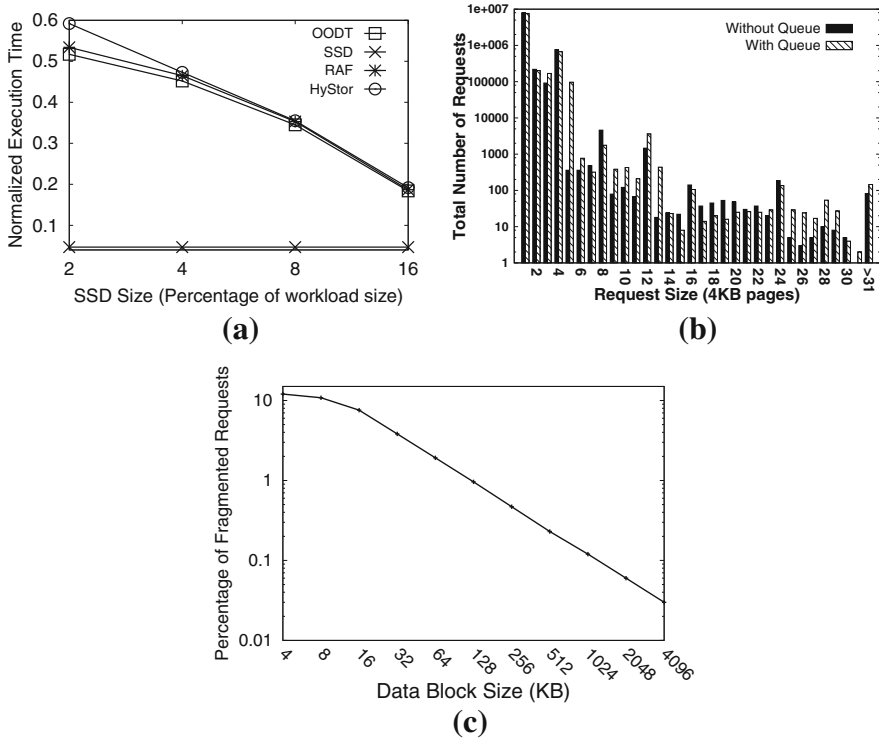 Normalized Execution Time
0.6
0.5
0.4
0.3
0.2
0.1
OODT
SSD
RAF
HyStor
2 4 8 16
SSD Size (Percentage of workload size)
(a)
Total Number of Requests
1e+007
1e+006
100000
10000
1000
100
10
1
Without Queue
With Queue
2 4 6 8 10 12 14 16 18 20 22 24 26 28 30 >31
Request Size (4KB pages)
(b)
Percentage of Fragmented Requests
10
1
0.1
0.01
4 8 16 32 64 128 256 512 1024 2048 4096
Data Block Size (KB)
(c)